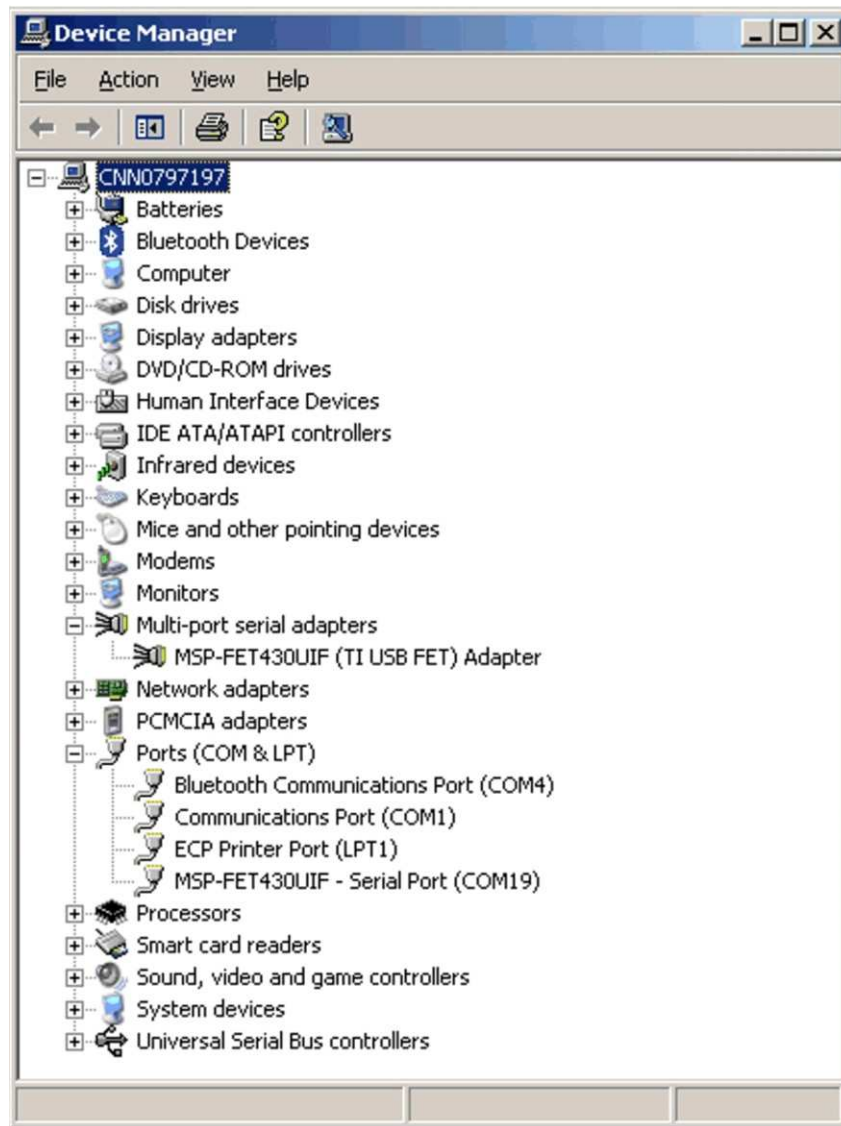 Device Manager
File Action View Help
CNN0797197
Batteries
Bluetooth Devices
Computer
Disk drives
Display adapters
DVD/CD-ROM drives
Human Interface Devices
IDE ATA/ATAPI controllers
Infrared devices
Keyboards
Mice and other pointing devices
Modems
Monitors
Multi-port serial adapters
MSP-FET430UIF (TI USB FET) Adapter
Network adapters
PCMCIA adapters
Ports (COM & LPT)
Bluetooth Communications Port (COM4)
Communications Port (COM1)
ECP Printer Port (LPT1)
MSP-FET430UIF - Serial Port (COM19)
Processors
Smart card readers
Sound, video and game controllers
System devices
Universal Serial Bus controllers